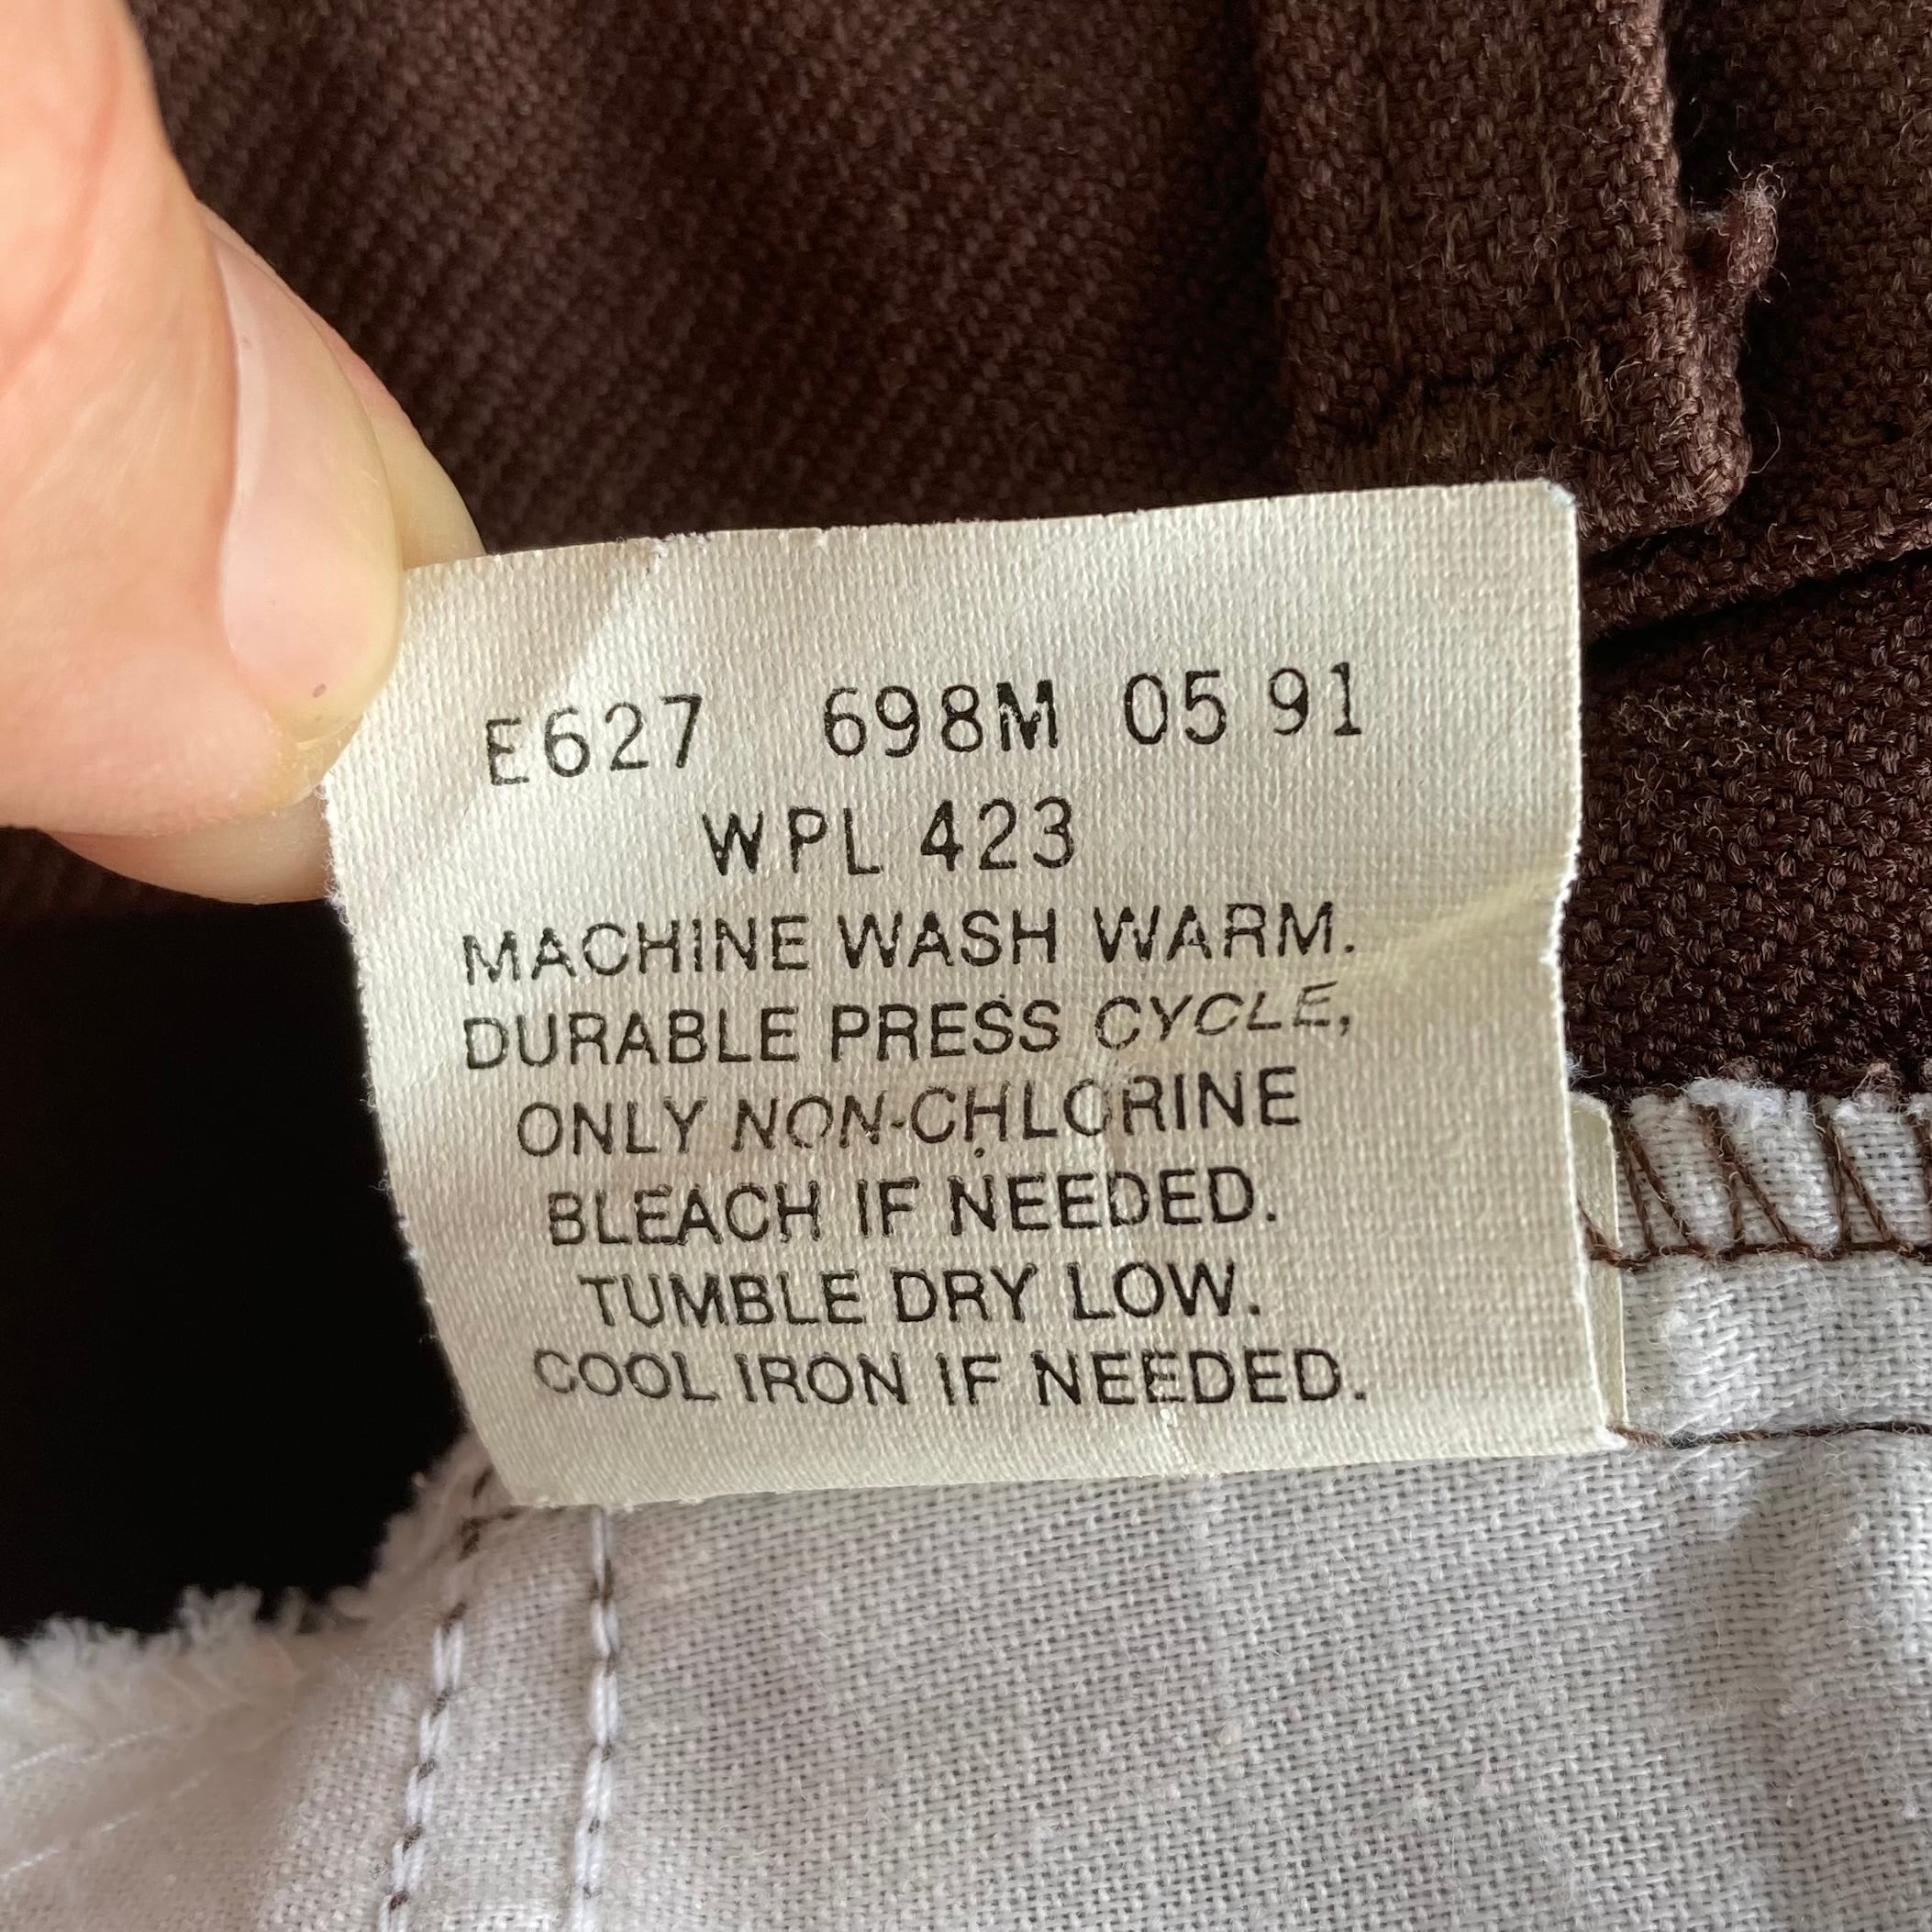 E627 698M 05 91
WPL 423
MACHINE WASH WARM.
DURABLE PRESS CYCLE,
ONLY NON-CHLORINE
BLEACH IF NEEDED.
TUMBLE DRY LOW.
COOL IRON IF NEEDED.